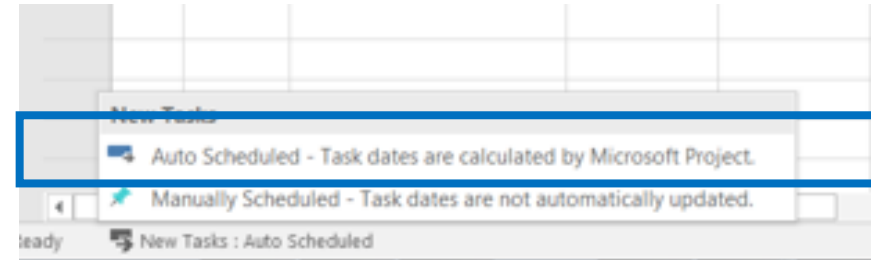 New Tasks
Auto Scheduled - Task dates are calculated by Microsoft Project.
Manually Scheduled - Task dates are not automatically updated.
eady New Tasks : Auto Scheduled